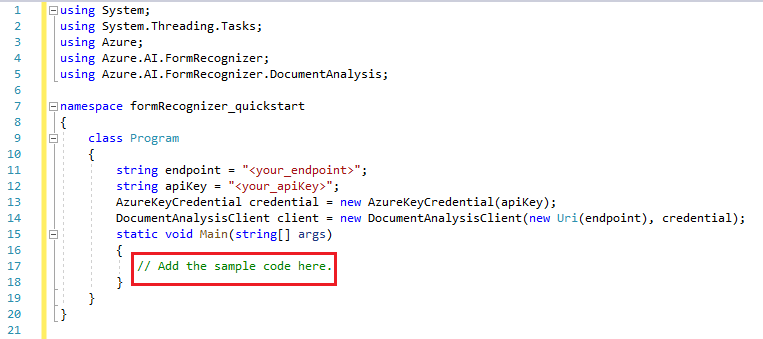 1 using System;
2 using System.Threading.Tasks;
3 using Azure;
4 using Azure.AI.FormRecognizer;
5 using Azure.AI.FormRecognizer.DocumentAnalysis;
6
7 namespace formRecognizer_quickstart
8 {
9 class Program
10 {
11 string endpoint = "<your_endpoint>";
12 string apiKey = "<your_apiKey>";
13 AzureKeyCredential credential = new AzureKeyCredential(apiKey);
14 DocumentAnalysisClient client = new DocumentAnalysisClient(new Uri(endpoint), credential);
15 static void Main(string[] args)
16 {
17 // Add the sample code here.
18 }
19 }
20 }
21